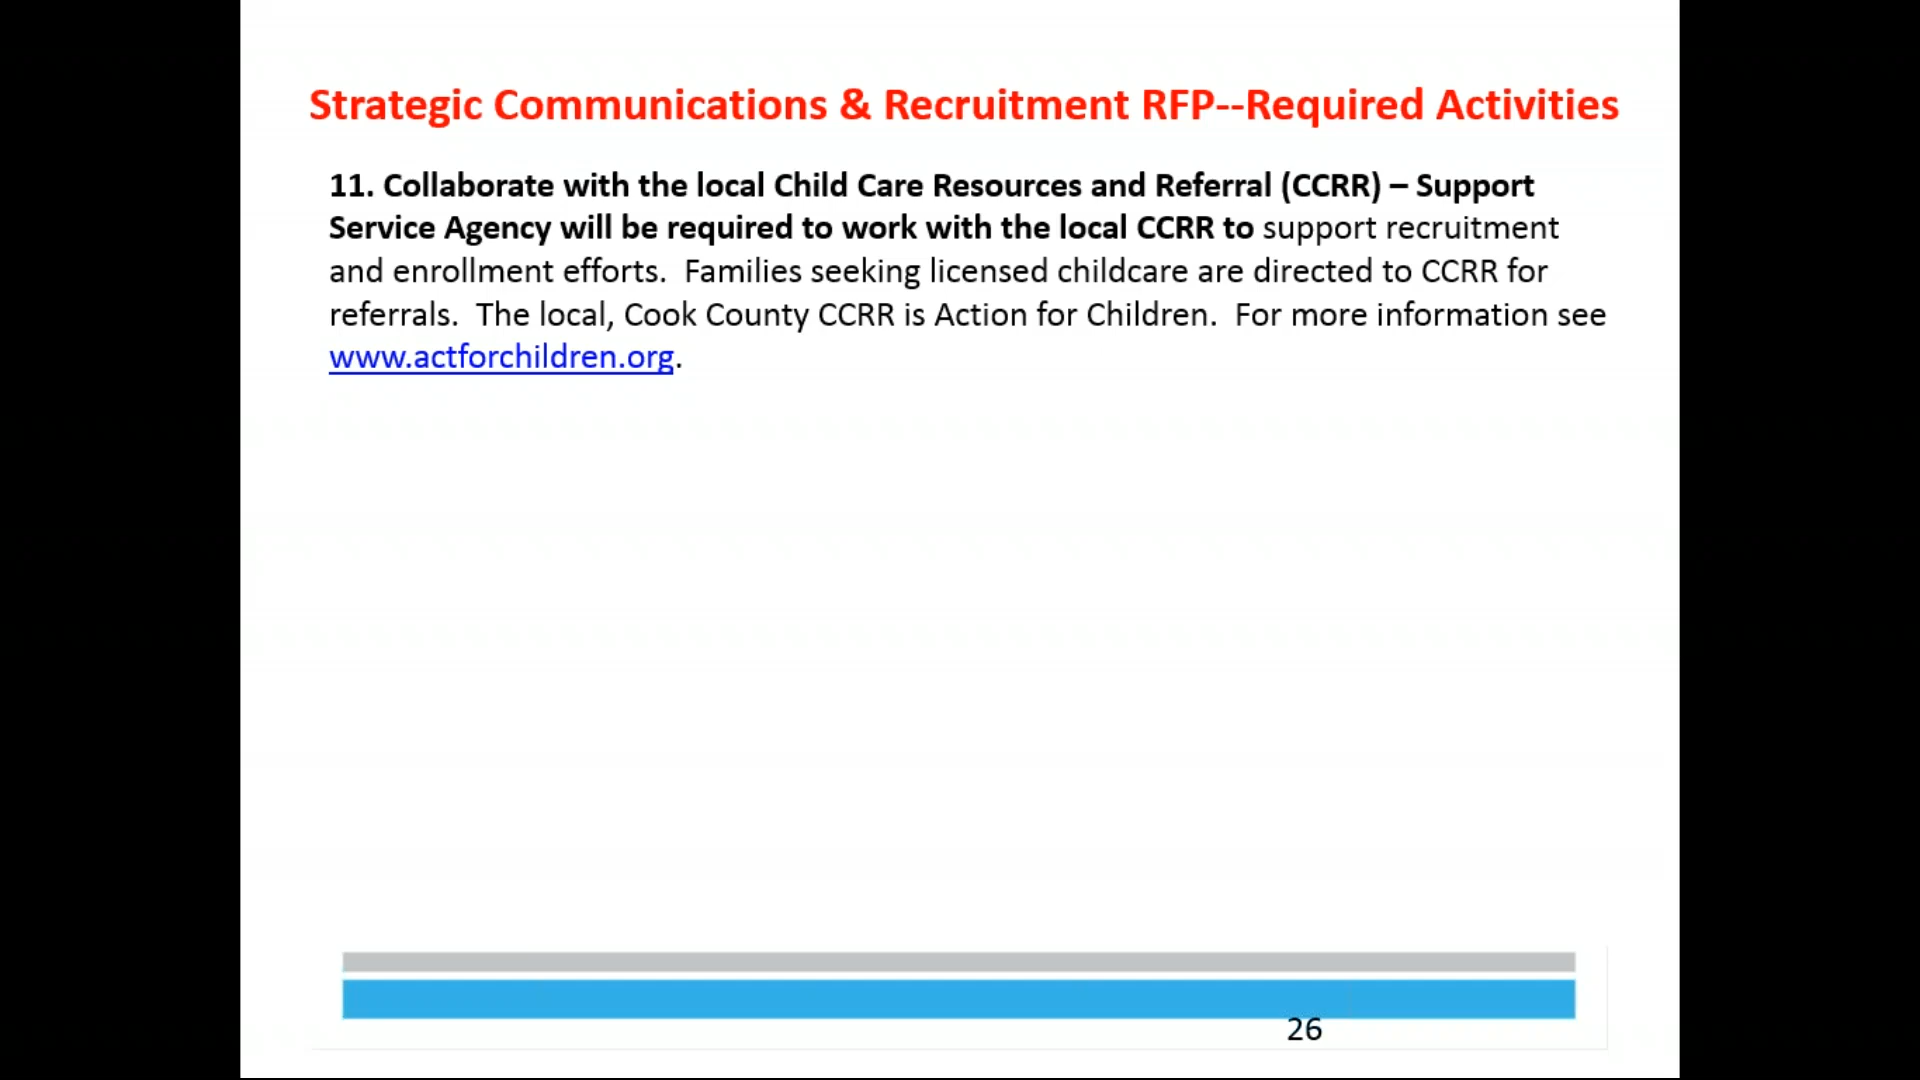 Strategic Communications & Recruitment RFP--Required Activities
11. Collaborate with the local Child Care Resources and Referral (CCRR) – Support
Service Agency will be required to work with the local CCRR to support recruitment
and enrollment efforts.  Families seeking licensed childcare are directed to CCRR for
referrals.  The local, Cook County CCRR is Action for Children.  For more information see
www.actforchildren.org.
26